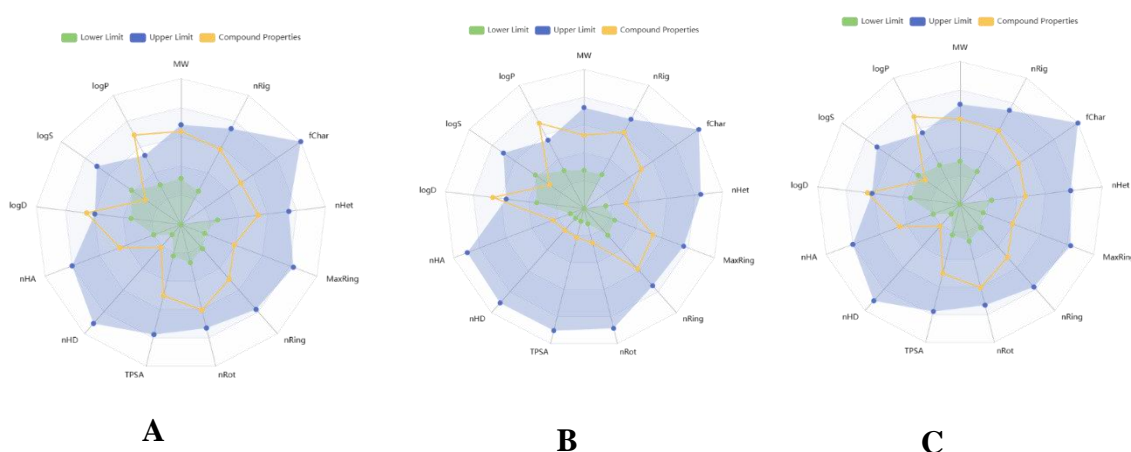 Lower Limit Upper Limit Compound Properties
MW
nRig
fChar
nHet
MaxRing
nRing
nRot
TPSA
nHD
nHA
logD
logS
logP
A
Lower Limit Upper Limit Compound Properties
MW
nRig
fChar
nHet
MaxRing
nRing
nRot
TPSA
nHD
nHA
logD
logS
logP
B
Lower Limit Upper Limit Compound Properties
MW
nRig
fChar
nHet
MaxRing
nRing
nRot
TPSA
nHD
nHA
logD
logS
logP
C